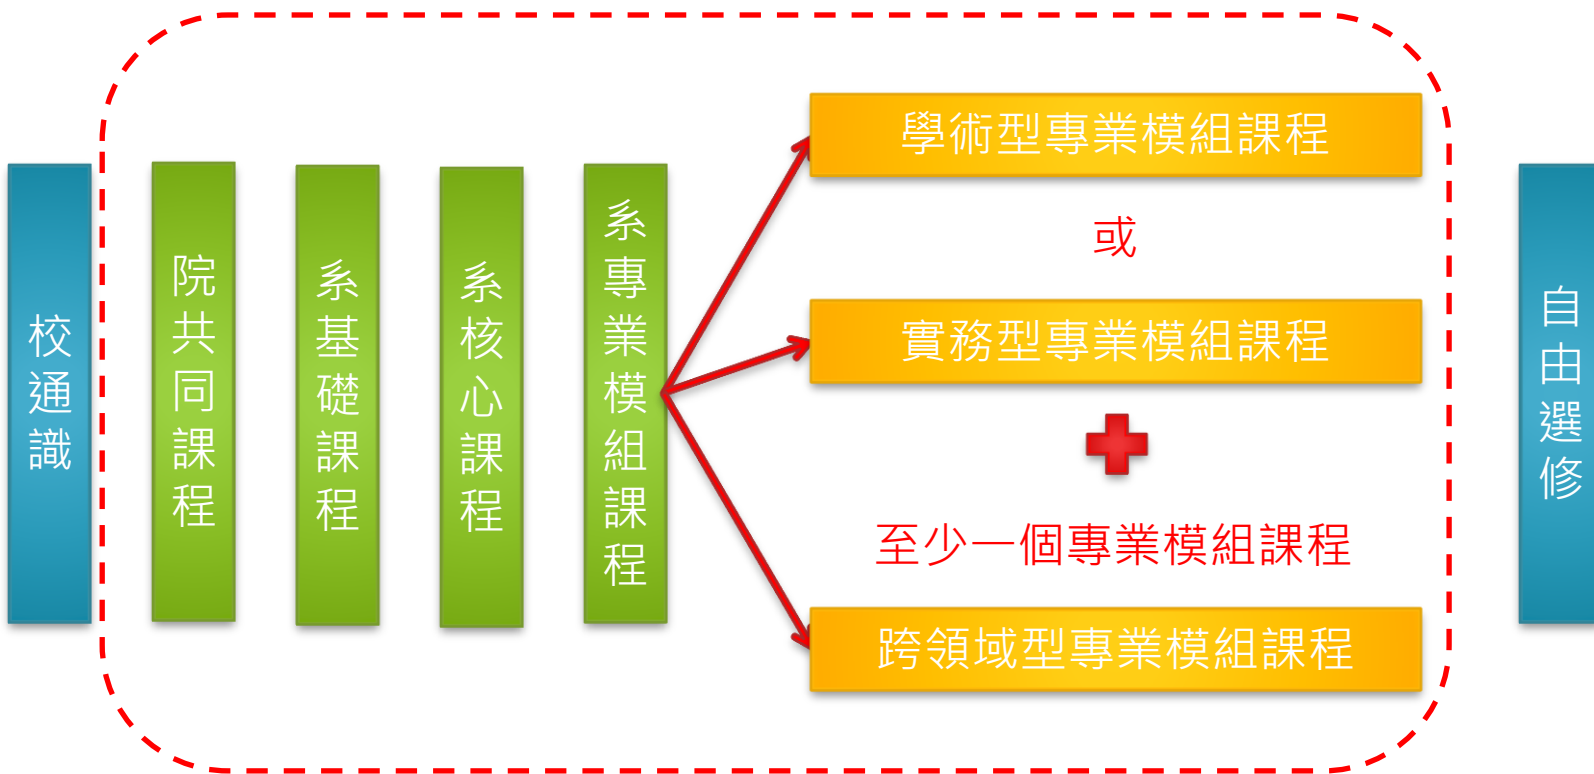 校通識
院共同課程
系基礎課程
系核心課程
系專業模組課程
學術型專業模組課程
或
實務型專業模組課程
至少一個專業模組課程
跨領域型專業模組課程
自由選修